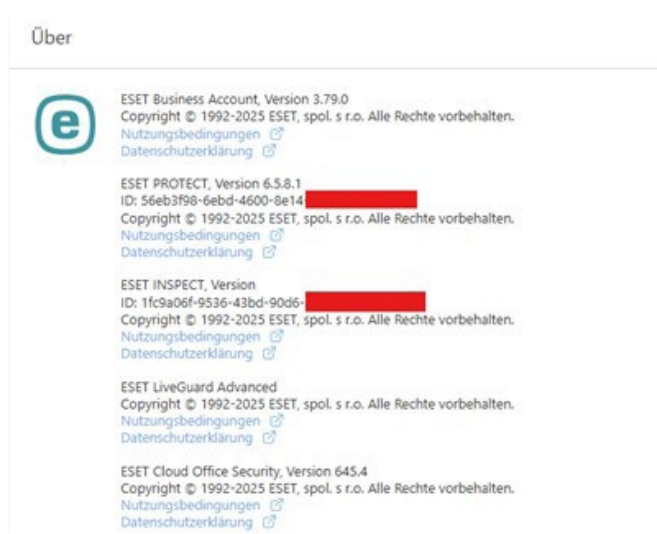 Über
e
ESET Business Account, Version 3.79.0
Copyright © 1992-2025 ESET, spol. s r.o. Alle Rechte vorbehalten.
Nutzungsbedingungen
Datenschutzerklärung
ESET PROTECT, Version 6.5.8.1
ID: 56eb3f98-6ebd-4600-8e14-
Copyright © 1992-2025 ESET, spol. s r.o. Alle Rechte vorbehalten.
Nutzungsbedingungen
Datenschutzerklärung
ESET INSPECT, Version
ID: 1fc9a06f-9536-43bd-90d6-
Copyright © 1992-2025 ESET, spol. s r.o. Alle Rechte vorbehalten.
Nutzungsbedingungen
Datenschutzerklärung
ESET LiveGuard Advanced
Copyright © 1992-2025 ESET, spol. s r.o. Alle Rechte vorbehalten.
Nutzungsbedingungen
Datenschutzerklärung
ESET Cloud Office Security, Version 645.4
Copyright © 1992-2025 ESET, spol. s r.o. Alle Rechte vorbehalten.
Nutzungsbedingungen
Datenschutzerklärung